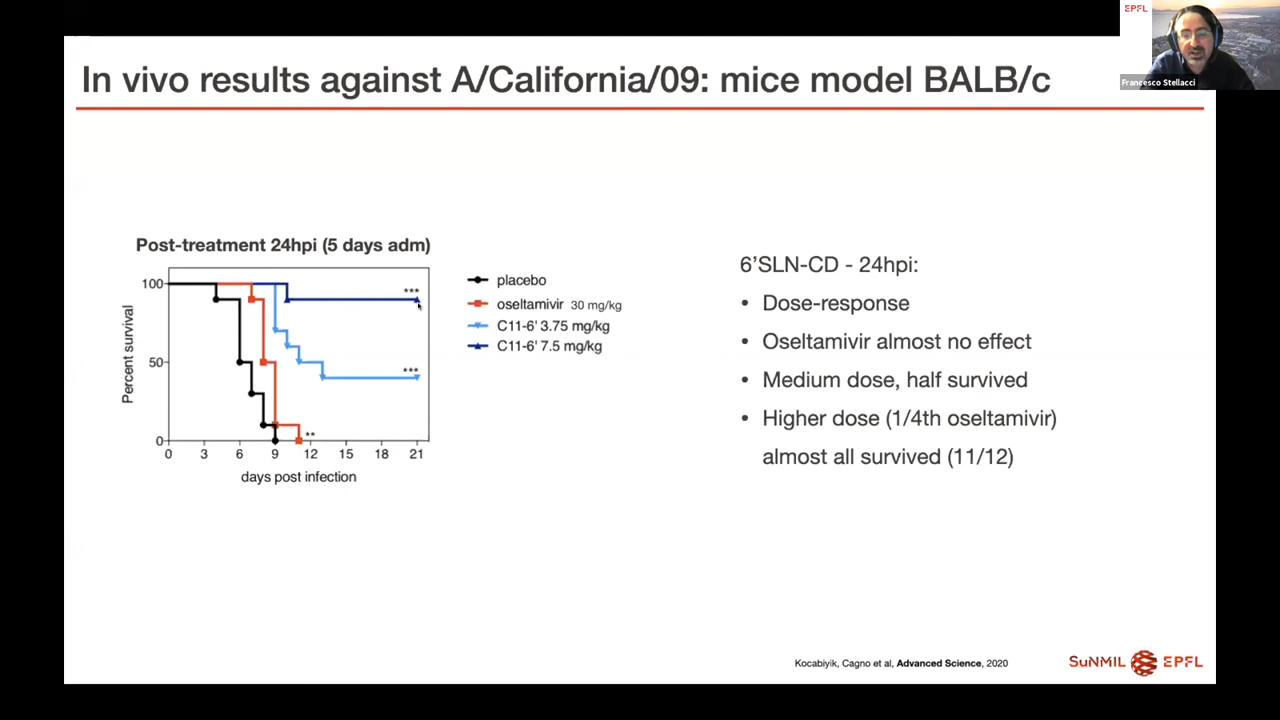 EPFL
Francesco Stellacci
In vivo results against A/California/09: mice model BALB/c
Post-treatment 24hpi (5 days adm)
Percent survival
100
50
0
***
***
**
0 3 6 9 12 15 18 21
days post infection
placebo
oseltamivir 30 mg/kg
C11-6' 3.75 mg/kg
C11-6' 7.5 mg/kg
6’SLN-CD - 24hpi:
• Dose-response
• Oseltamivir almost no effect
• Medium dose, half survived
• Higher dose (1/4th oseltamivir)
almost all survived (11/12)
Kocabiyik, Cagno et al, Advanced Science, 2020
SuNMIL EPFL